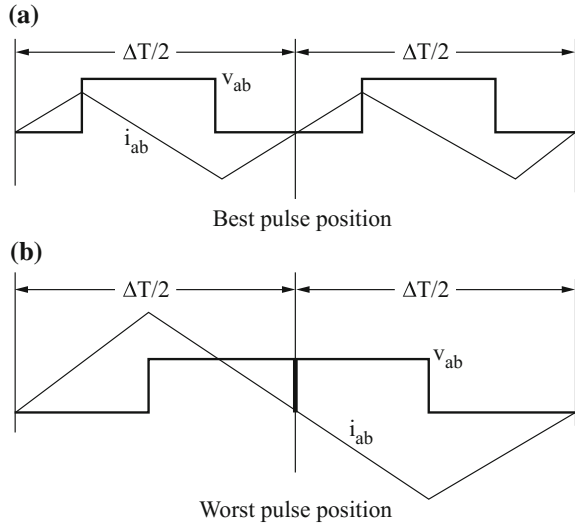 (a)
ΔT/2 ΔT/2
v_ab
i_ab
Best pulse position
(b)
ΔT/2 ΔT/2
v_ab
i_ab
Worst pulse position